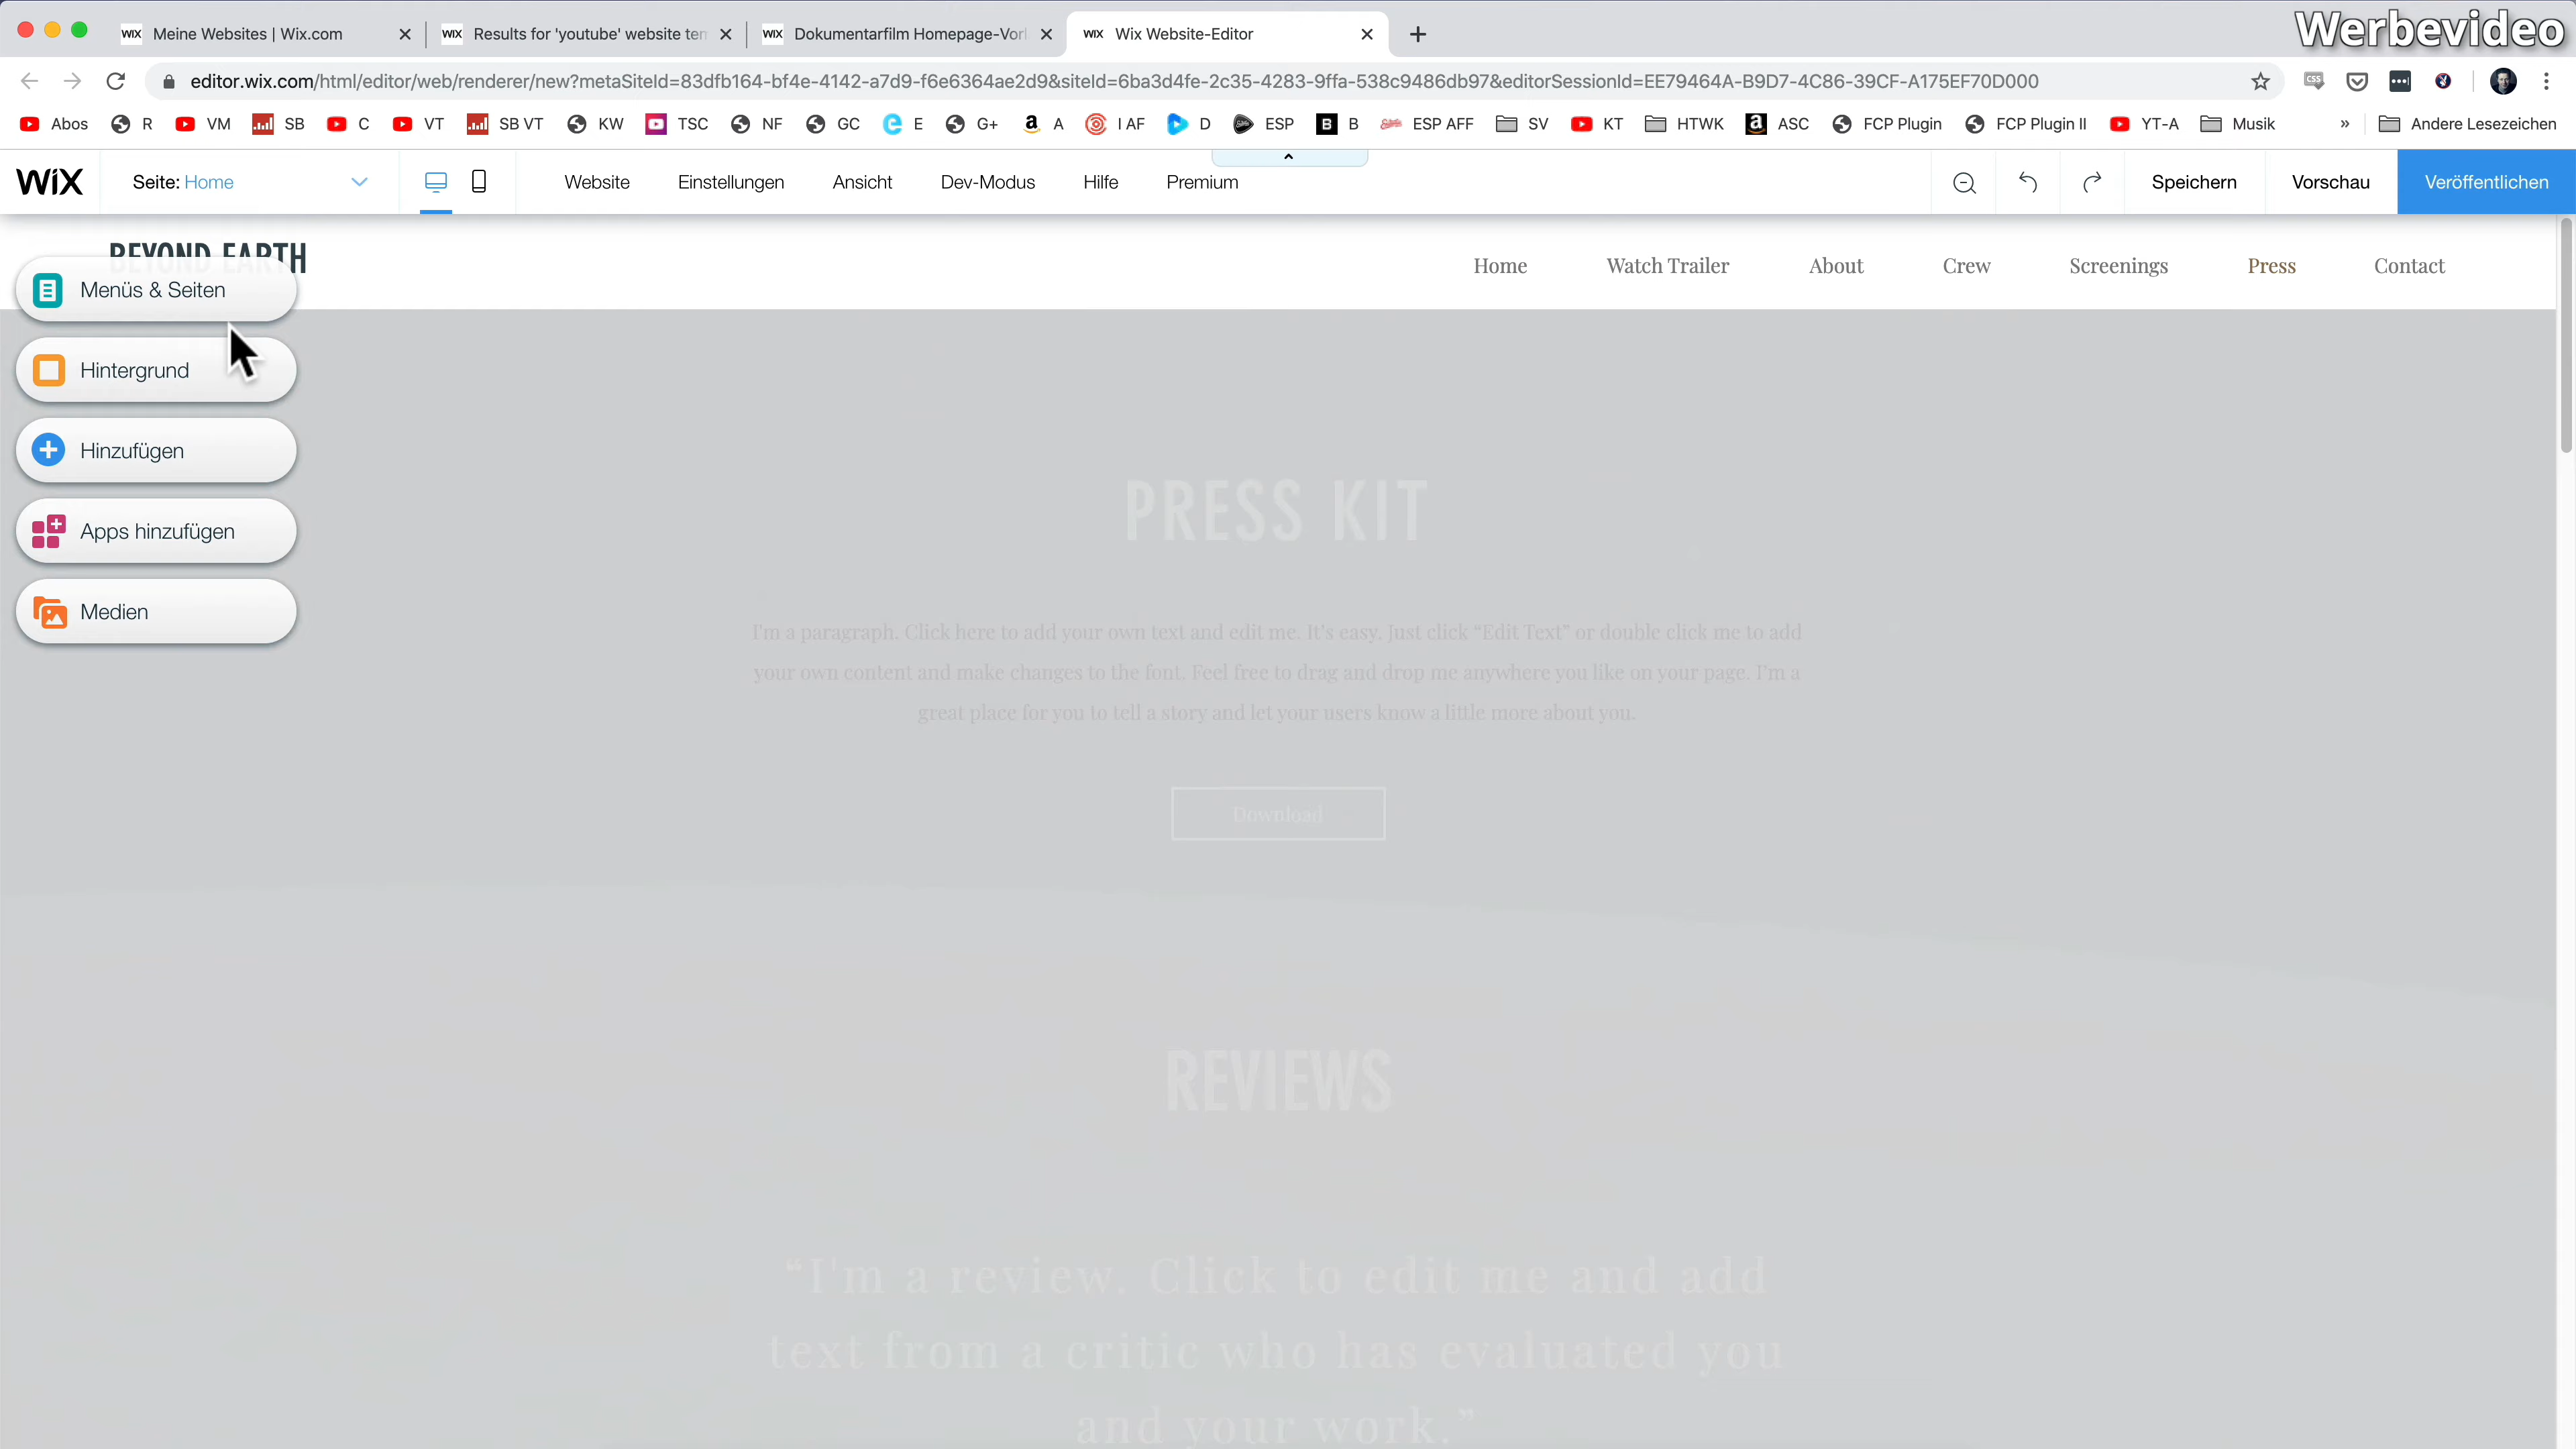 Meine Websites | Wix.com
Results for 'youtube' website ten
Dokumentarfilm Homepage-Vorl
Wix Website-Editor
Werbevideo
editor.wix.com/html/editor/web/renderer/new?metaSiteId=83dfb164-bf4e-4142-a7d9-f6e6364ae2d9&siteId=6ba3d4fe-2c35-4283-9ffa-538c9486db97&editorSessionId=EE79464A-B9D7-4C86-39CF-A175EF70D000
Abos R VM SB C VT SB VT KW TSC NF GC E G+ A I AF D ESP B ESP AFF SV KT HTWK ASC FCP Plugin FCP Plugin II YT-A Musik » Andere Lesezeichen
WiX Seite: Home Website Einstellungen Ansicht Dev-Modus Hilfe Premium Speichern Vorschau Veröffentlichen
BEYOND EARTH
Home Watch Trailer About Crew Screenings Press Contact
Menüs & Seiten
Hintergrund
Hinzufügen
Apps hinzufügen
Medien
PRESS KIT
I'm a paragraph. Click here to add your own text and edit me. It's easy. Just click “Edit Text” or double click me to add
your own content and make changes to the font. Feel free to drag and drop me anywhere you like on your page. I'm a
great place for you to tell a story and let your users know a little more about you.
Download
REVIEWS
“I'm a review. Click to edit me and add
text from a critic who has evaluated you
and your work.”